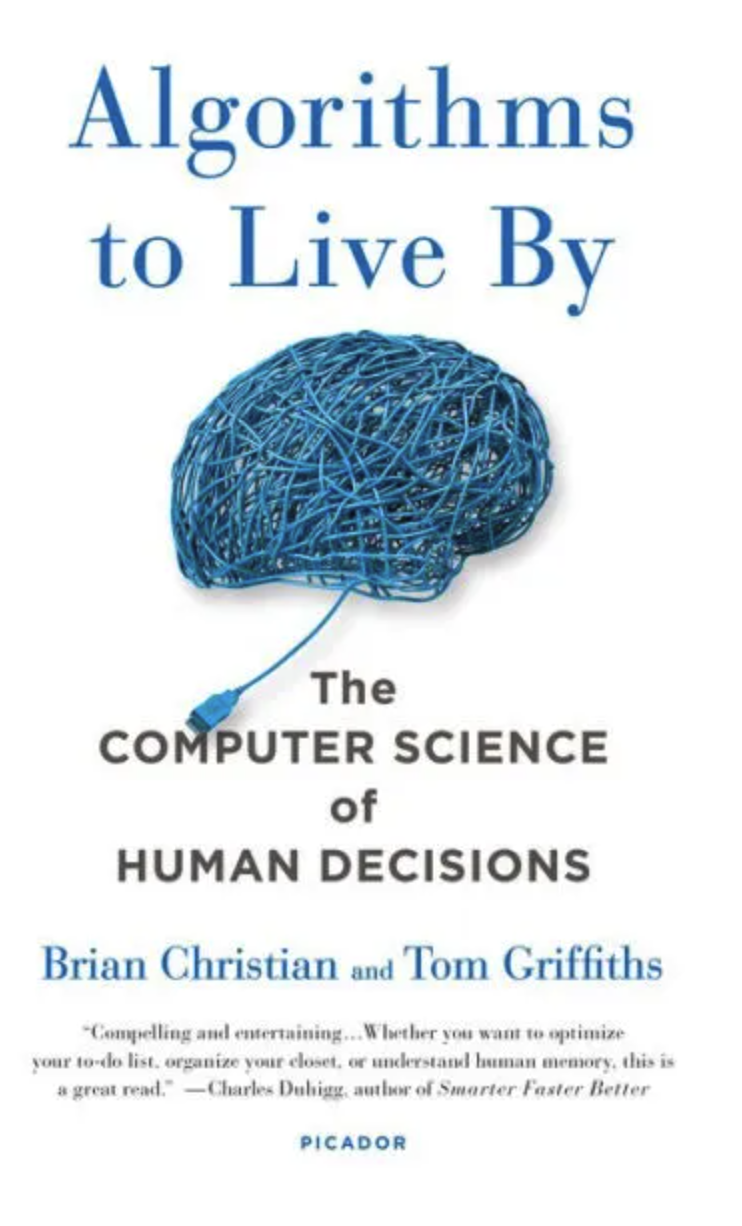 Algorithms
to Live By
The
COMPUTER SCIENCE
of
HUMAN DECISIONS
Brian Christian and Tom Griffiths
“Compelling and entertaining…Whether you want to optimize
your to-do list, organize your closet, or understand human memory, this is
a great read.” —Charles Duhigg, author of Smarter Faster Better
PICADOR